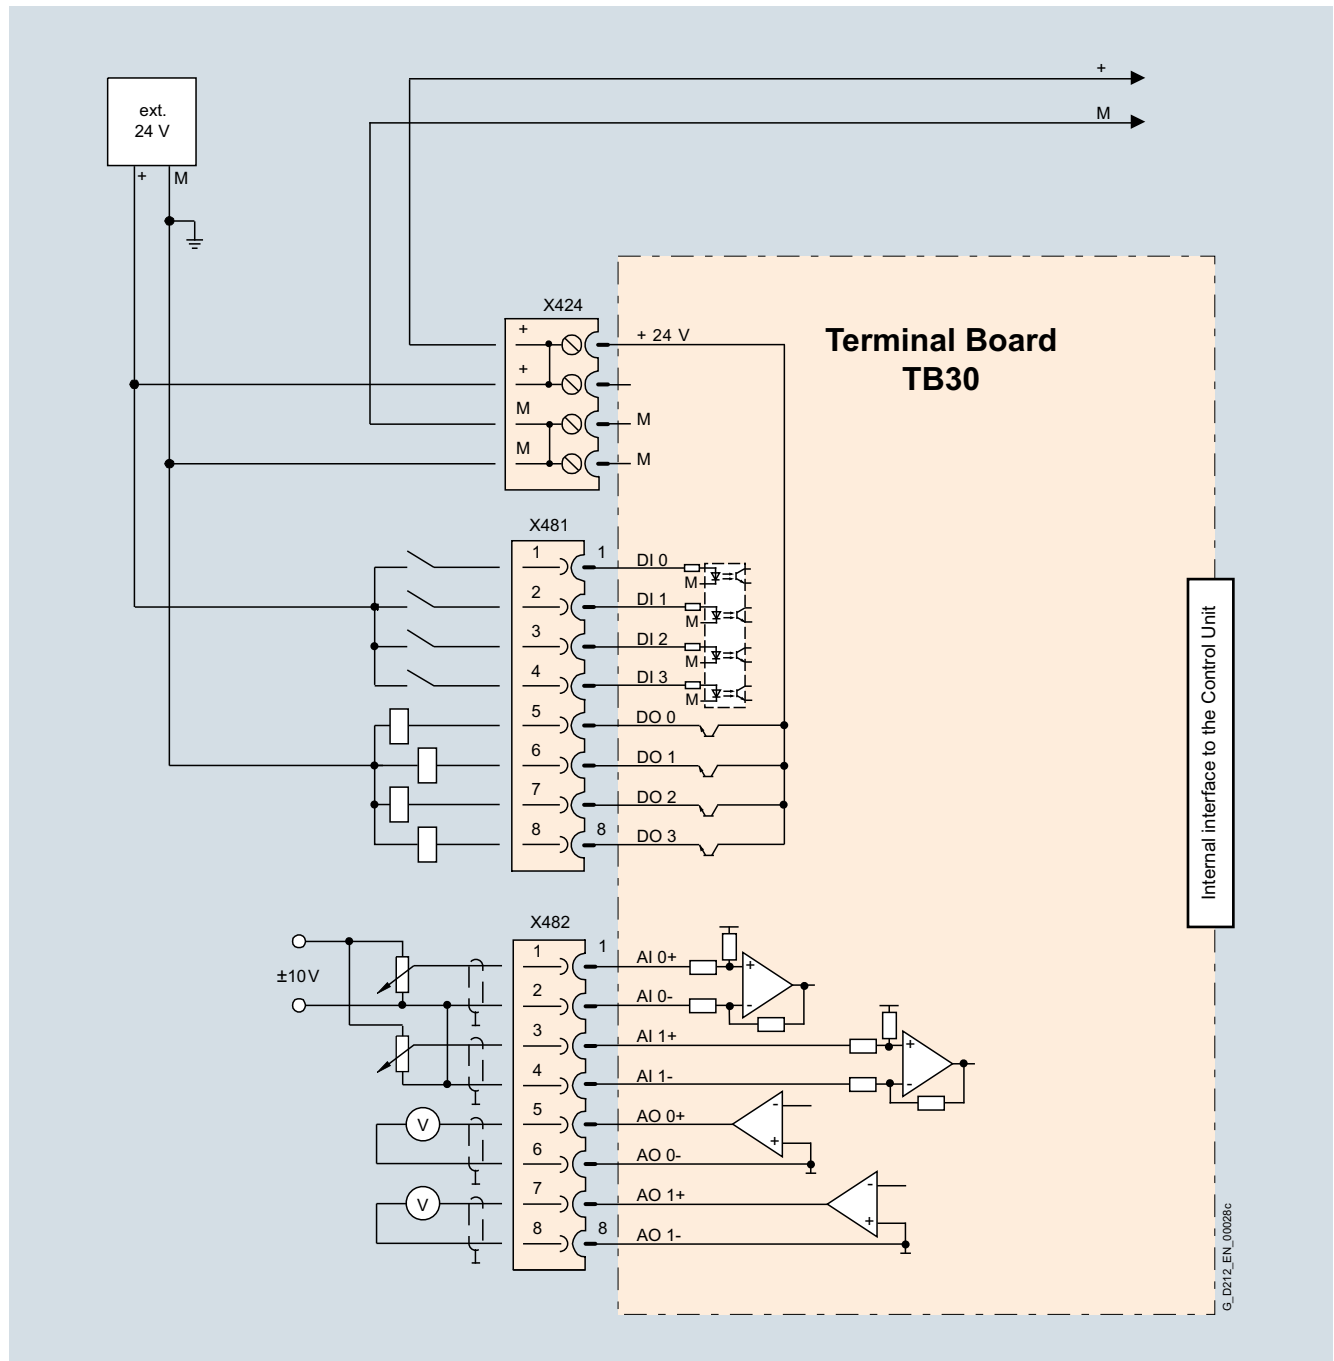 +
M
ext.
24 V
+
M
X424
+
+ 24 V
+
M
M
M
M
Terminal Board
TB30
X481
1
1
DI 0
M
2
DI 1
M
3
DI 2
M
4
DI 3
M
5
DO 0
6
DO 1
7
DO 2
8
8
DO 3
Internal interface to the Control Unit
X482
±10 V
1
1
AI 0+
+
2
AI 0-
-
3
AI 1+
+
4
AI 1-
-
V
5
AO 0+
-
6
AO 0-
+
V
7
AO 1+
-
8
8
AO 1-
+
G_D212_EN_00028c